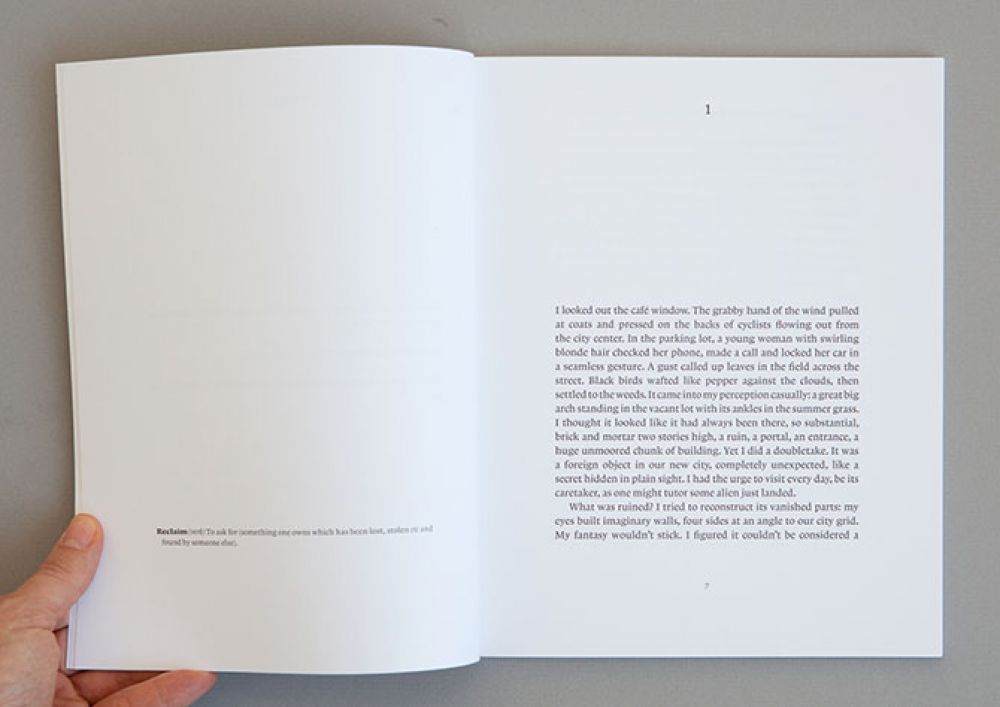 Reclaim (verb) To ask for (something one owns which has been lost, stolen etc and
found by someone else).
1
I looked out the café window. The grabby hand of the wind pulled
at coats and pressed on the backs of cyclists flowing out from
the city center. In the parking lot, a young woman with swirling
blonde hair checked her phone, made a call and locked her car in
a seamless gesture. A gust called up leaves in the field across the
street. Black birds wafted like pepper against the clouds, then
settled to the weeds. It came into my perception casually: a great big
arch standing in the vacant lot with its ankles in the summer grass.
I thought it looked like it had always been there, so substantial,
brick and mortar two stories high, a ruin, a portal, an entrance, a
huge unmoored chunk of building. Yet I did a doubletake. It was
a foreign object in our new city, completely unexpected, like a
secret hidden in plain sight. I had the urge to visit every day, be its
caretaker, as one might tutor some alien just landed.
What was ruined? I tried to reconstruct its vanished parts: my
eyes built imaginary walls, four sides at an angle to our city grid.
My fantasy wouldn't stick. I figured it couldn't be considered a
7